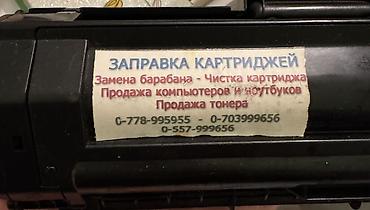 ЗАПРАВКА КАРТРИДЖЕЙ
Замена барабана - Чистка картриджа
Продажа компьютеров и ноутбуков
Продажа тонера
0-778-995955 - 0-703999656
0-557-999656